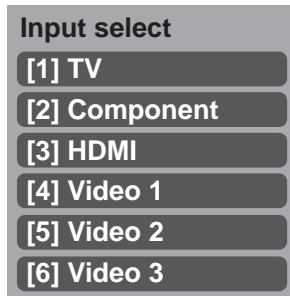 Input select
[1] TV
[2] Component
[3] HDMI
[4] Video 1
[5] Video 2
[6] Video 3